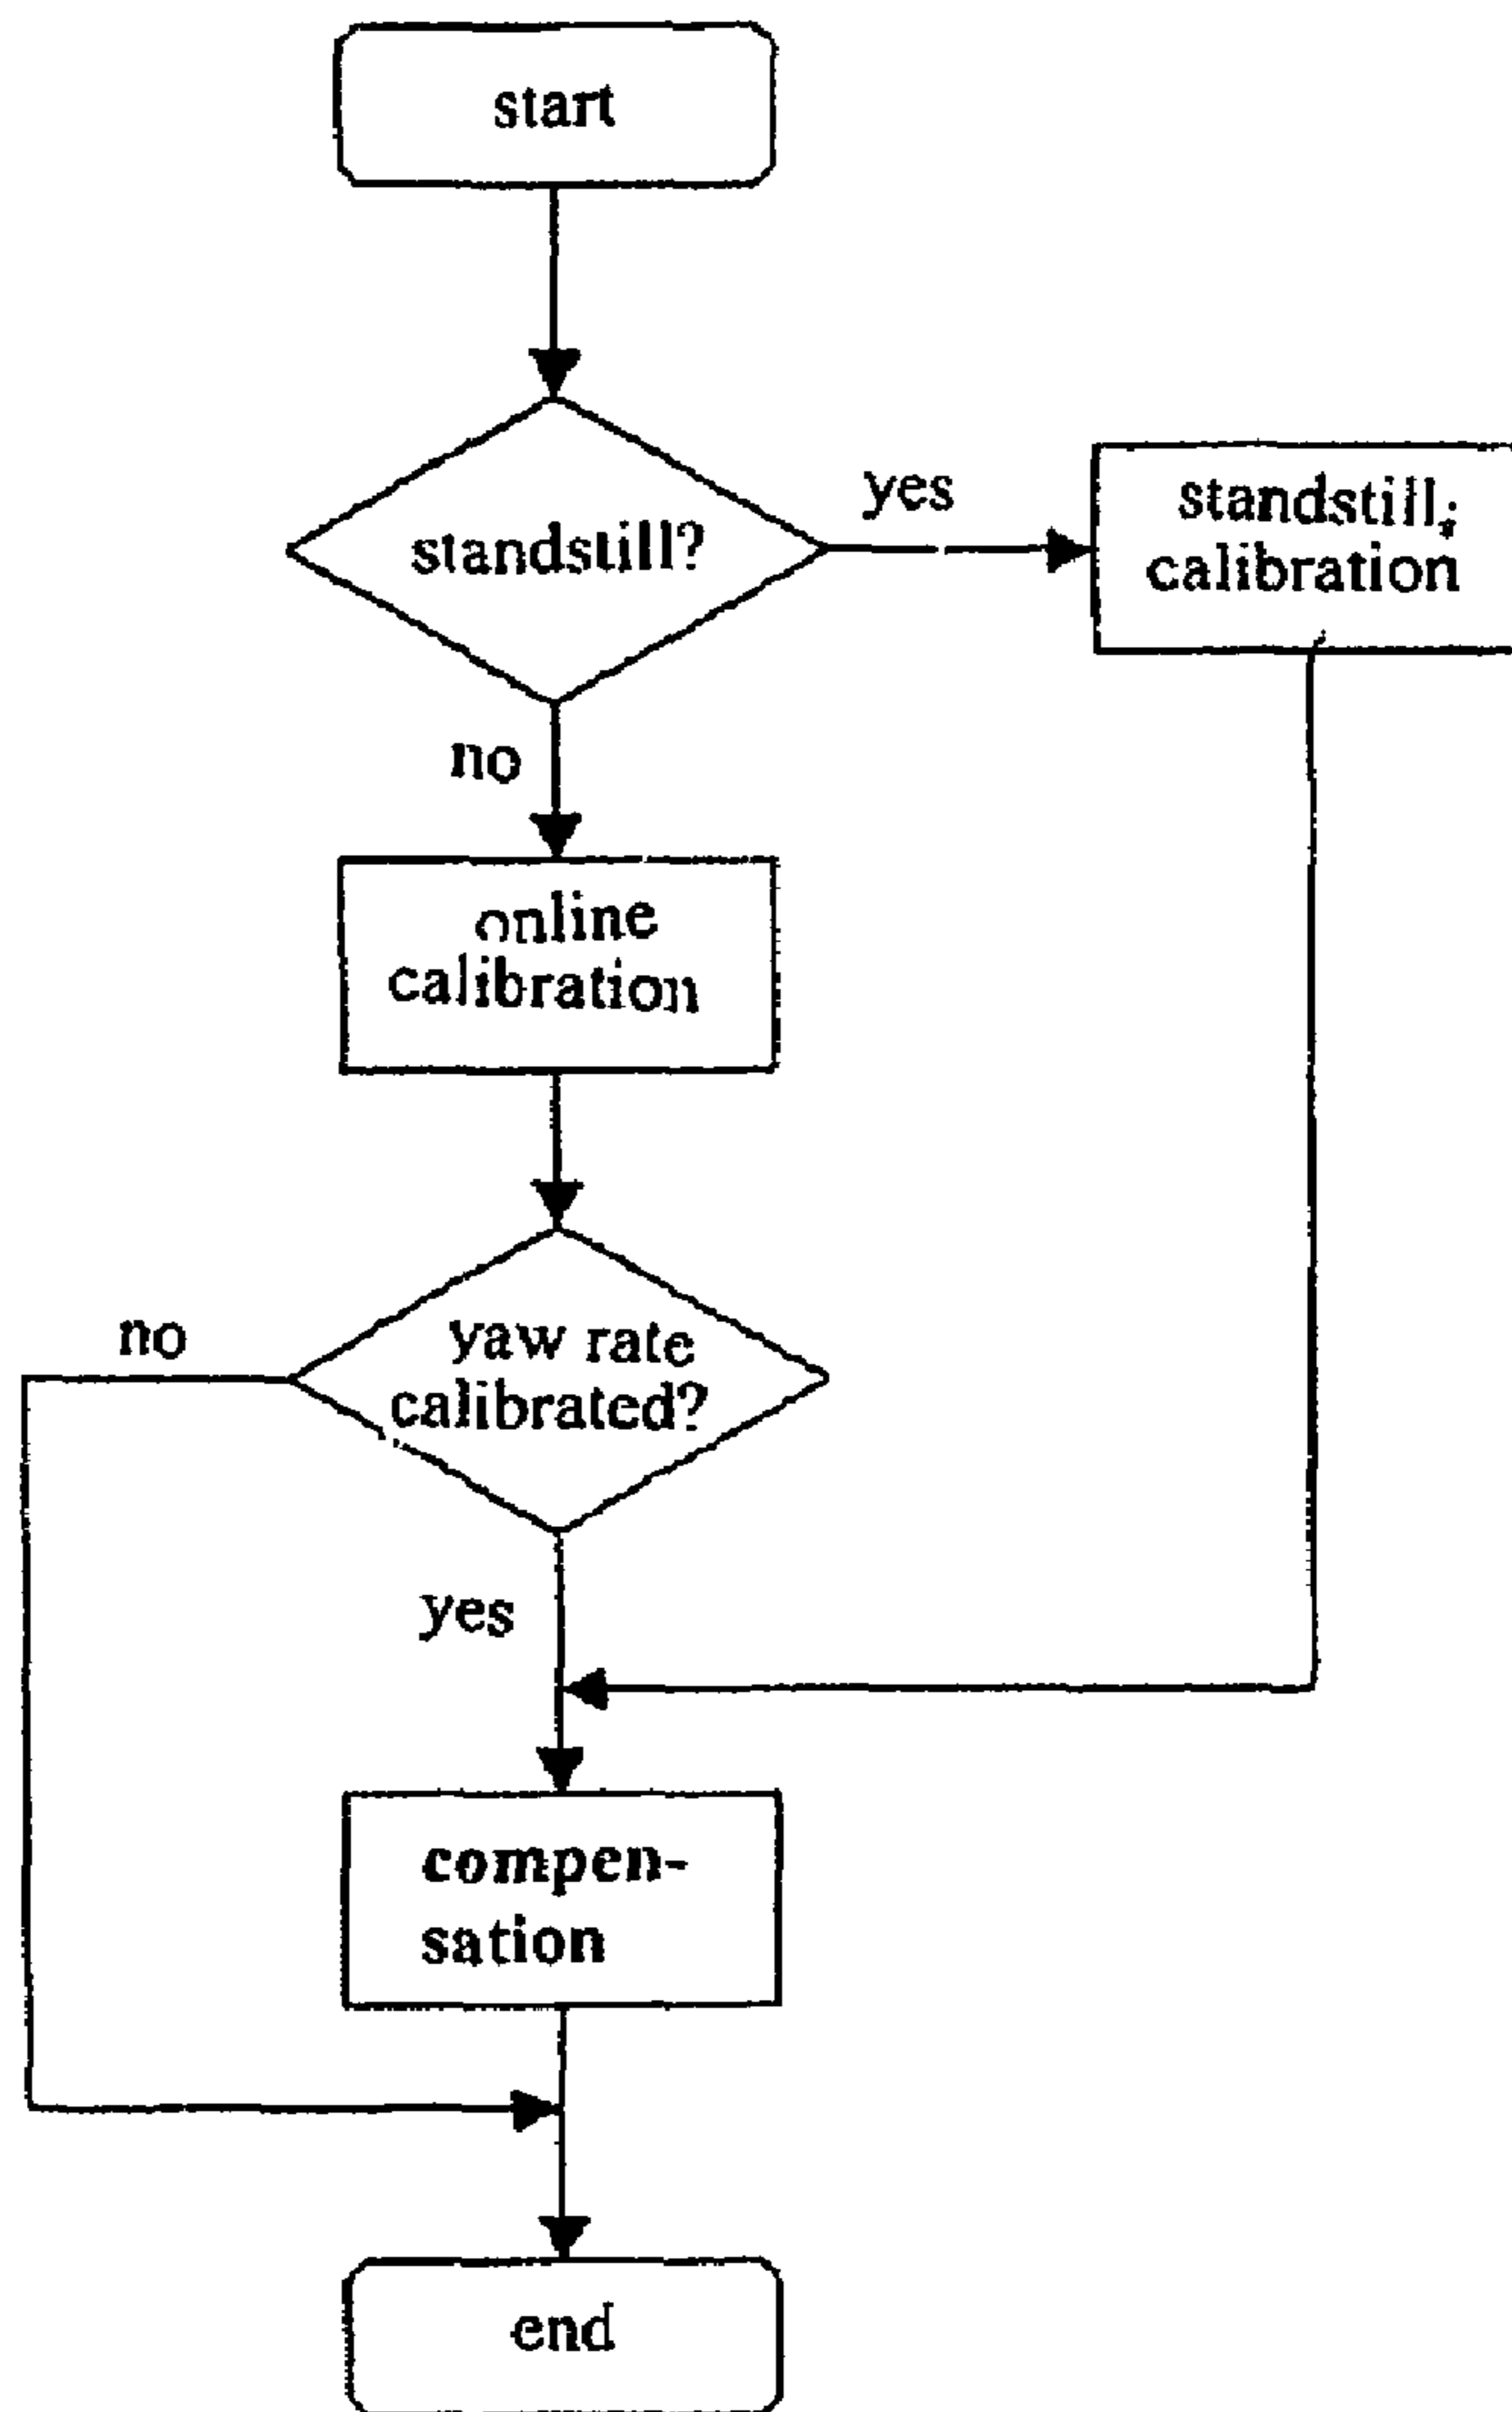 start
standstill?
yes
standstill;
calibration
no
online
calibration
no
yaw rate
calibrated?
yes
compen-
sation
end